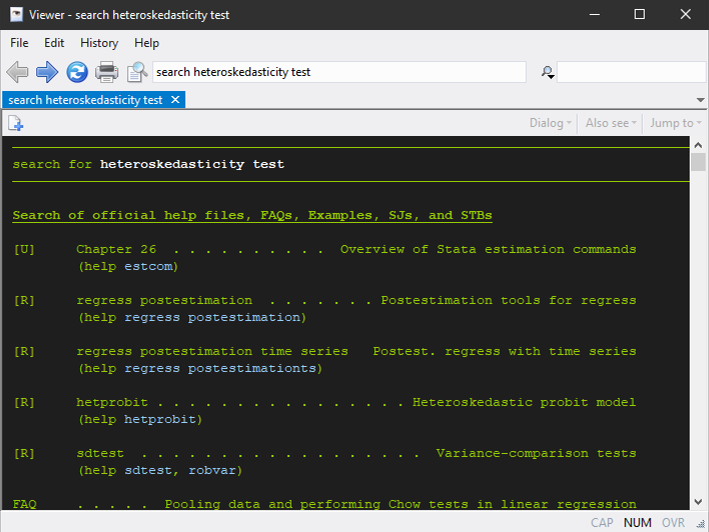 Viewer - search heteroskedasticity test
File Edit History Help
search heteroskedasticity test
search heteroskedasticity test
Dialog Also see Jump to
search for heteroskedasticity test
Search of official help files, FAQs, Examples, SJs, and STBs
[U] Chapter 26 . . . . . . . . . . Overview of Stata estimation commands
(help estcom)
[R] regress postestimation . . . . . . . Postestimation tools for regress
(help regress postestimation)
[R] regress postestimation time series Postest. regress with time series
(help regress postestimationts)
[R] hetprobit . . . . . . . . . . . . . . . . Heteroskedastic probit model
(help hetprobit)
[R] sdtest . . . . . . . . . . . . . . . . . . Variance-comparison tests
(help sdtest, robvar)
FAQ . . . . . Pooling data and performing Chow tests in linear regression
CAP NUM OVR